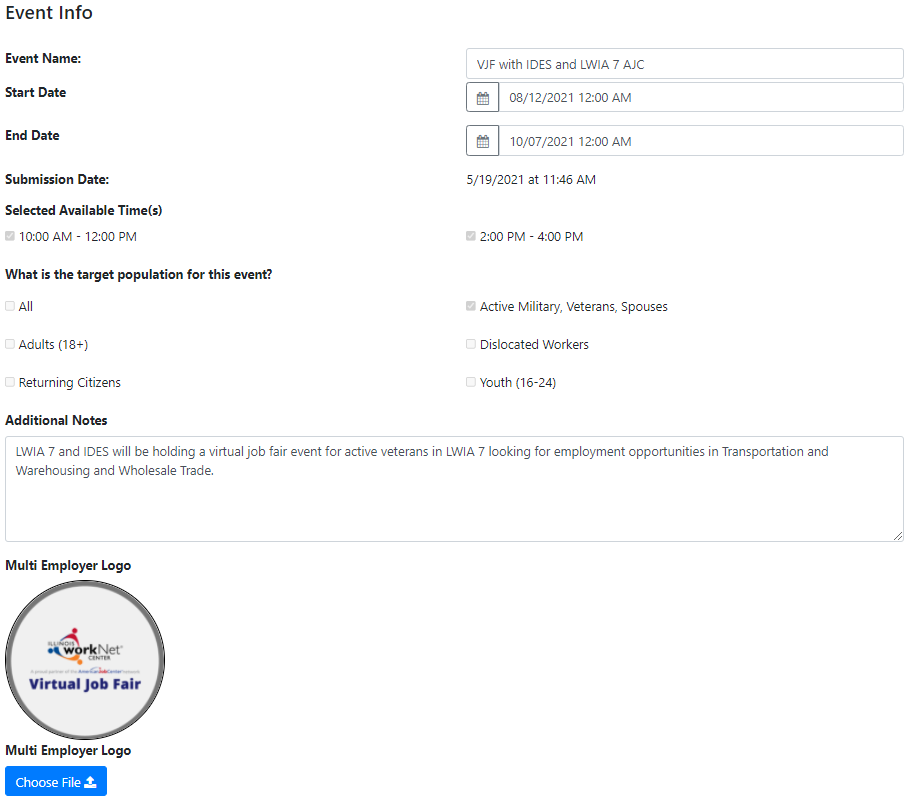 Event Info
Event Name:
VJF with IDES and LWIA 7 AJC
Start Date
08/12/2021 12:00 AM
End Date
10/07/2021 12:00 AM
Submission Date:
5/19/2021 at 11:46 AM
Selected Available Time(s)
10:00 AM - 12:00 PM
2:00 PM - 4:00 PM
What is the target population for this event?
All
Active Military, Veterans, Spouses
Adults (18+)
Dislocated Workers
Returning Citizens
Youth (16-24)
Additional Notes
LWIA 7 and IDES will be holding a virtual job fair event for active veterans in LWIA 7 looking for employment opportunities in Transportation and
Warehousing and Wholesale Trade.
Multi Employer Logo
ILLINOIS
workNet
CENTER
A proud partner of the AmericanJobCenter network
Virtual Job Fair
Multi Employer Logo
Choose File